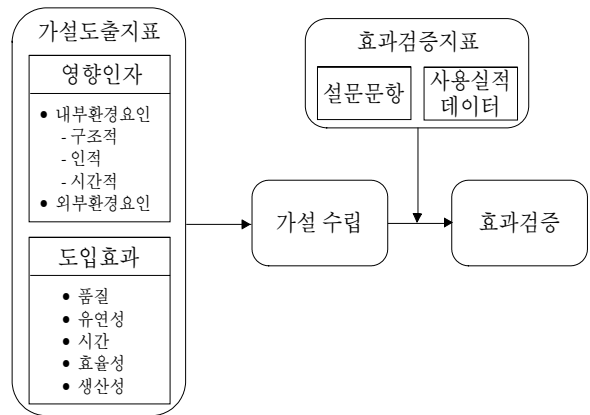 가설도출지표
영향인자
● 내부환경요인
- 구조적
- 인적
- 시간적
● 외부환경요인
도입효과
● 품질
● 유연성
● 시간
● 효율성
● 생산성
가설 수립
효과검증지표
설문문항
사용실적
데이터
효과검증